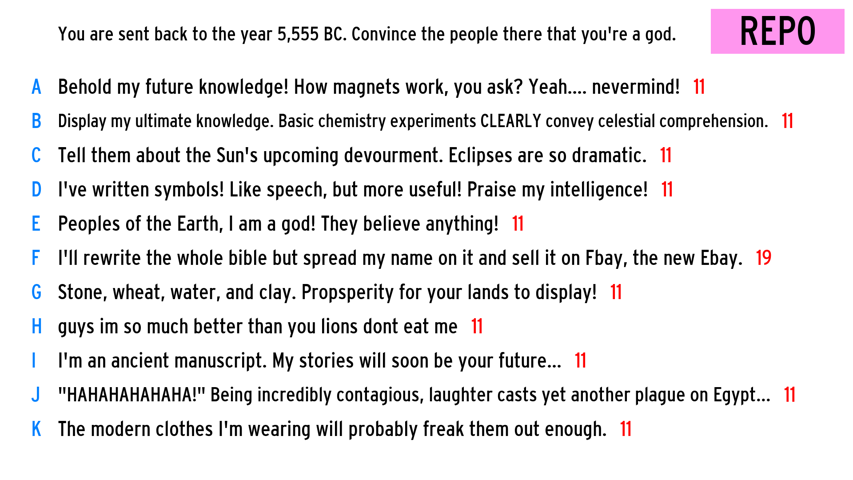 You are sent back to the year 5,555 BC. Convince the people there that you're a god.
REPO
A Behold my future knowledge! How magnets work, you ask? Yeah.... nevermind! 11
B Display my ultimate knowledge. Basic chemistry experiments CLEARLY convey celestial comprehension. 11
C Tell them about the Sun's upcoming devourment. Eclipses are so dramatic. 11
D I've written symbols! Like speech, but more useful! Praise my intelligence! 11
E Peoples of the Earth, I am a god! They believe anything! 11
F I'll rewrite the whole bible but spread my name on it and sell it on Fbay, the new Ebay. 19
G Stone, wheat, water, and clay. Propsperity for your lands to display! 11
H guys im so much better than you lions dont eat me 11
I I'm an ancient manuscript. My stories will soon be your future... 11
J "HAHAHAHAHAHA!" Being incredibly contagious, laughter casts yet another plague on Egypt... 11
K The modern clothes I'm wearing will probably freak them out enough. 11